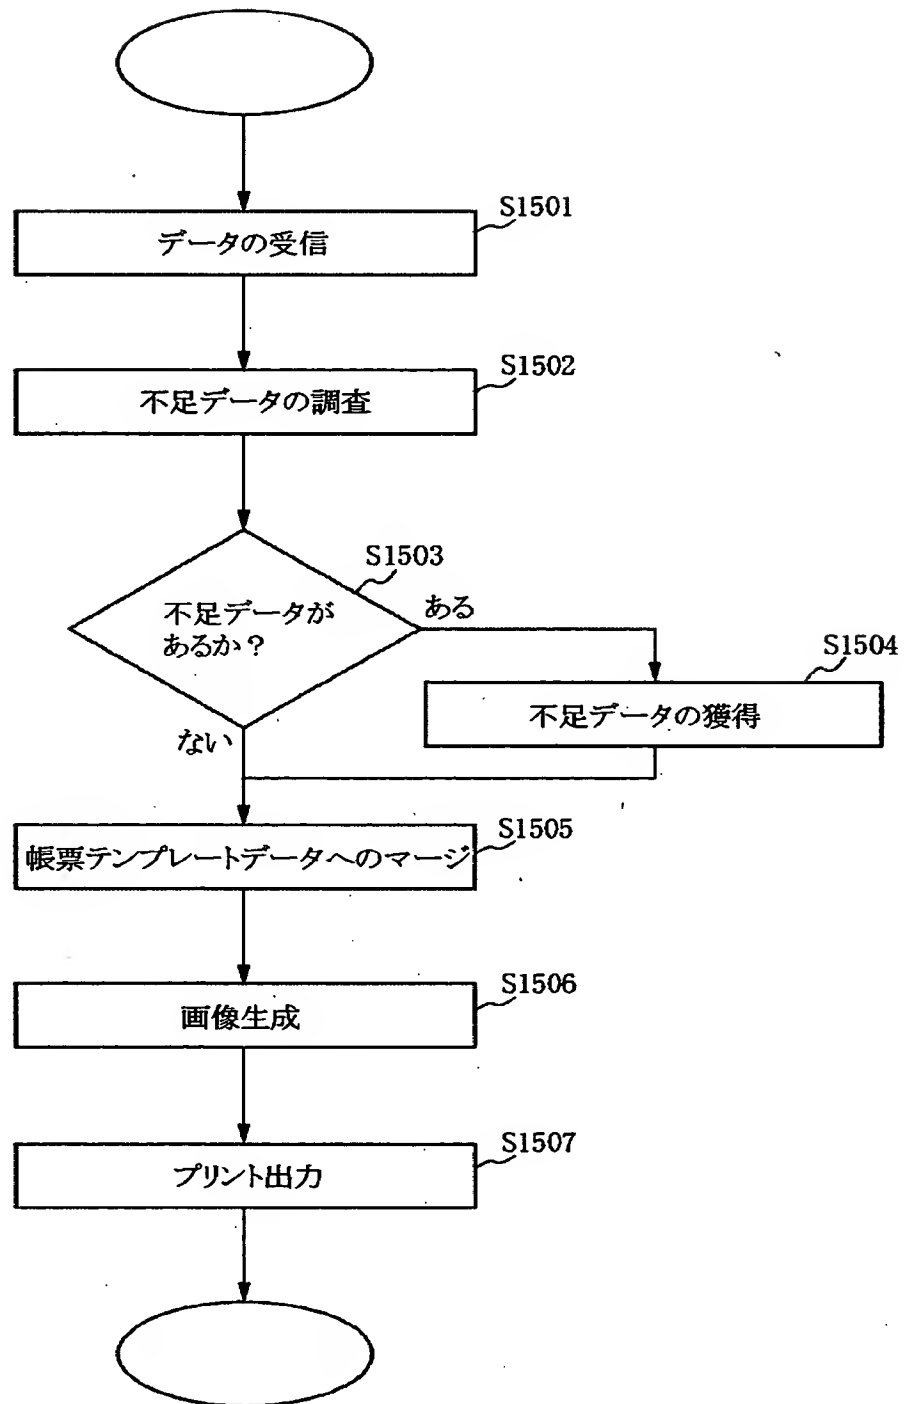 S1501
データの受信
S1502
不足データの調査
S1503
不足データが
あるか？
ある
S1504
不足データの獲得
ない
S1505
帳票テンプレートデータへのマージ
S1506
画像生成
S1507
プリント出力